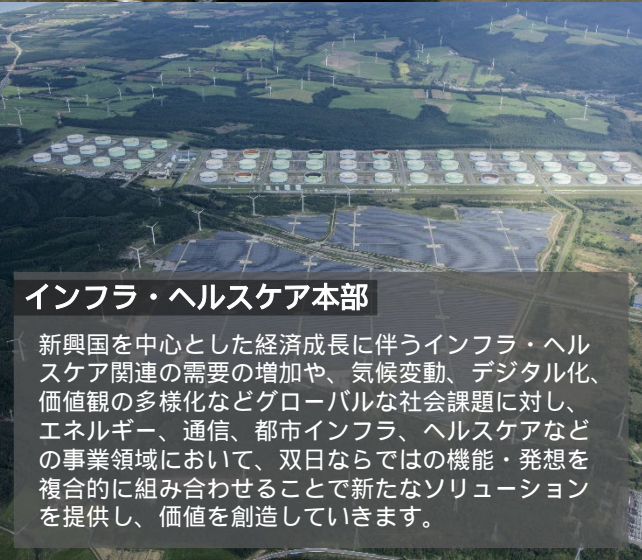 インフラ・ヘルスケア本部
新興国を中心とした経済成長に伴うインフラ・ヘル
スケア関連の需要の増加や、気候変動、デジタル化、
価値観の多様化などグローバルな社会課題に対し、
エネルギー、通信、都市インフラ、ヘルスケアなど
の事業領域において、双日ならではの機能・発想を
複合的に組み合わせることで新たなソリューション
を提供し、価値を創造していきます。